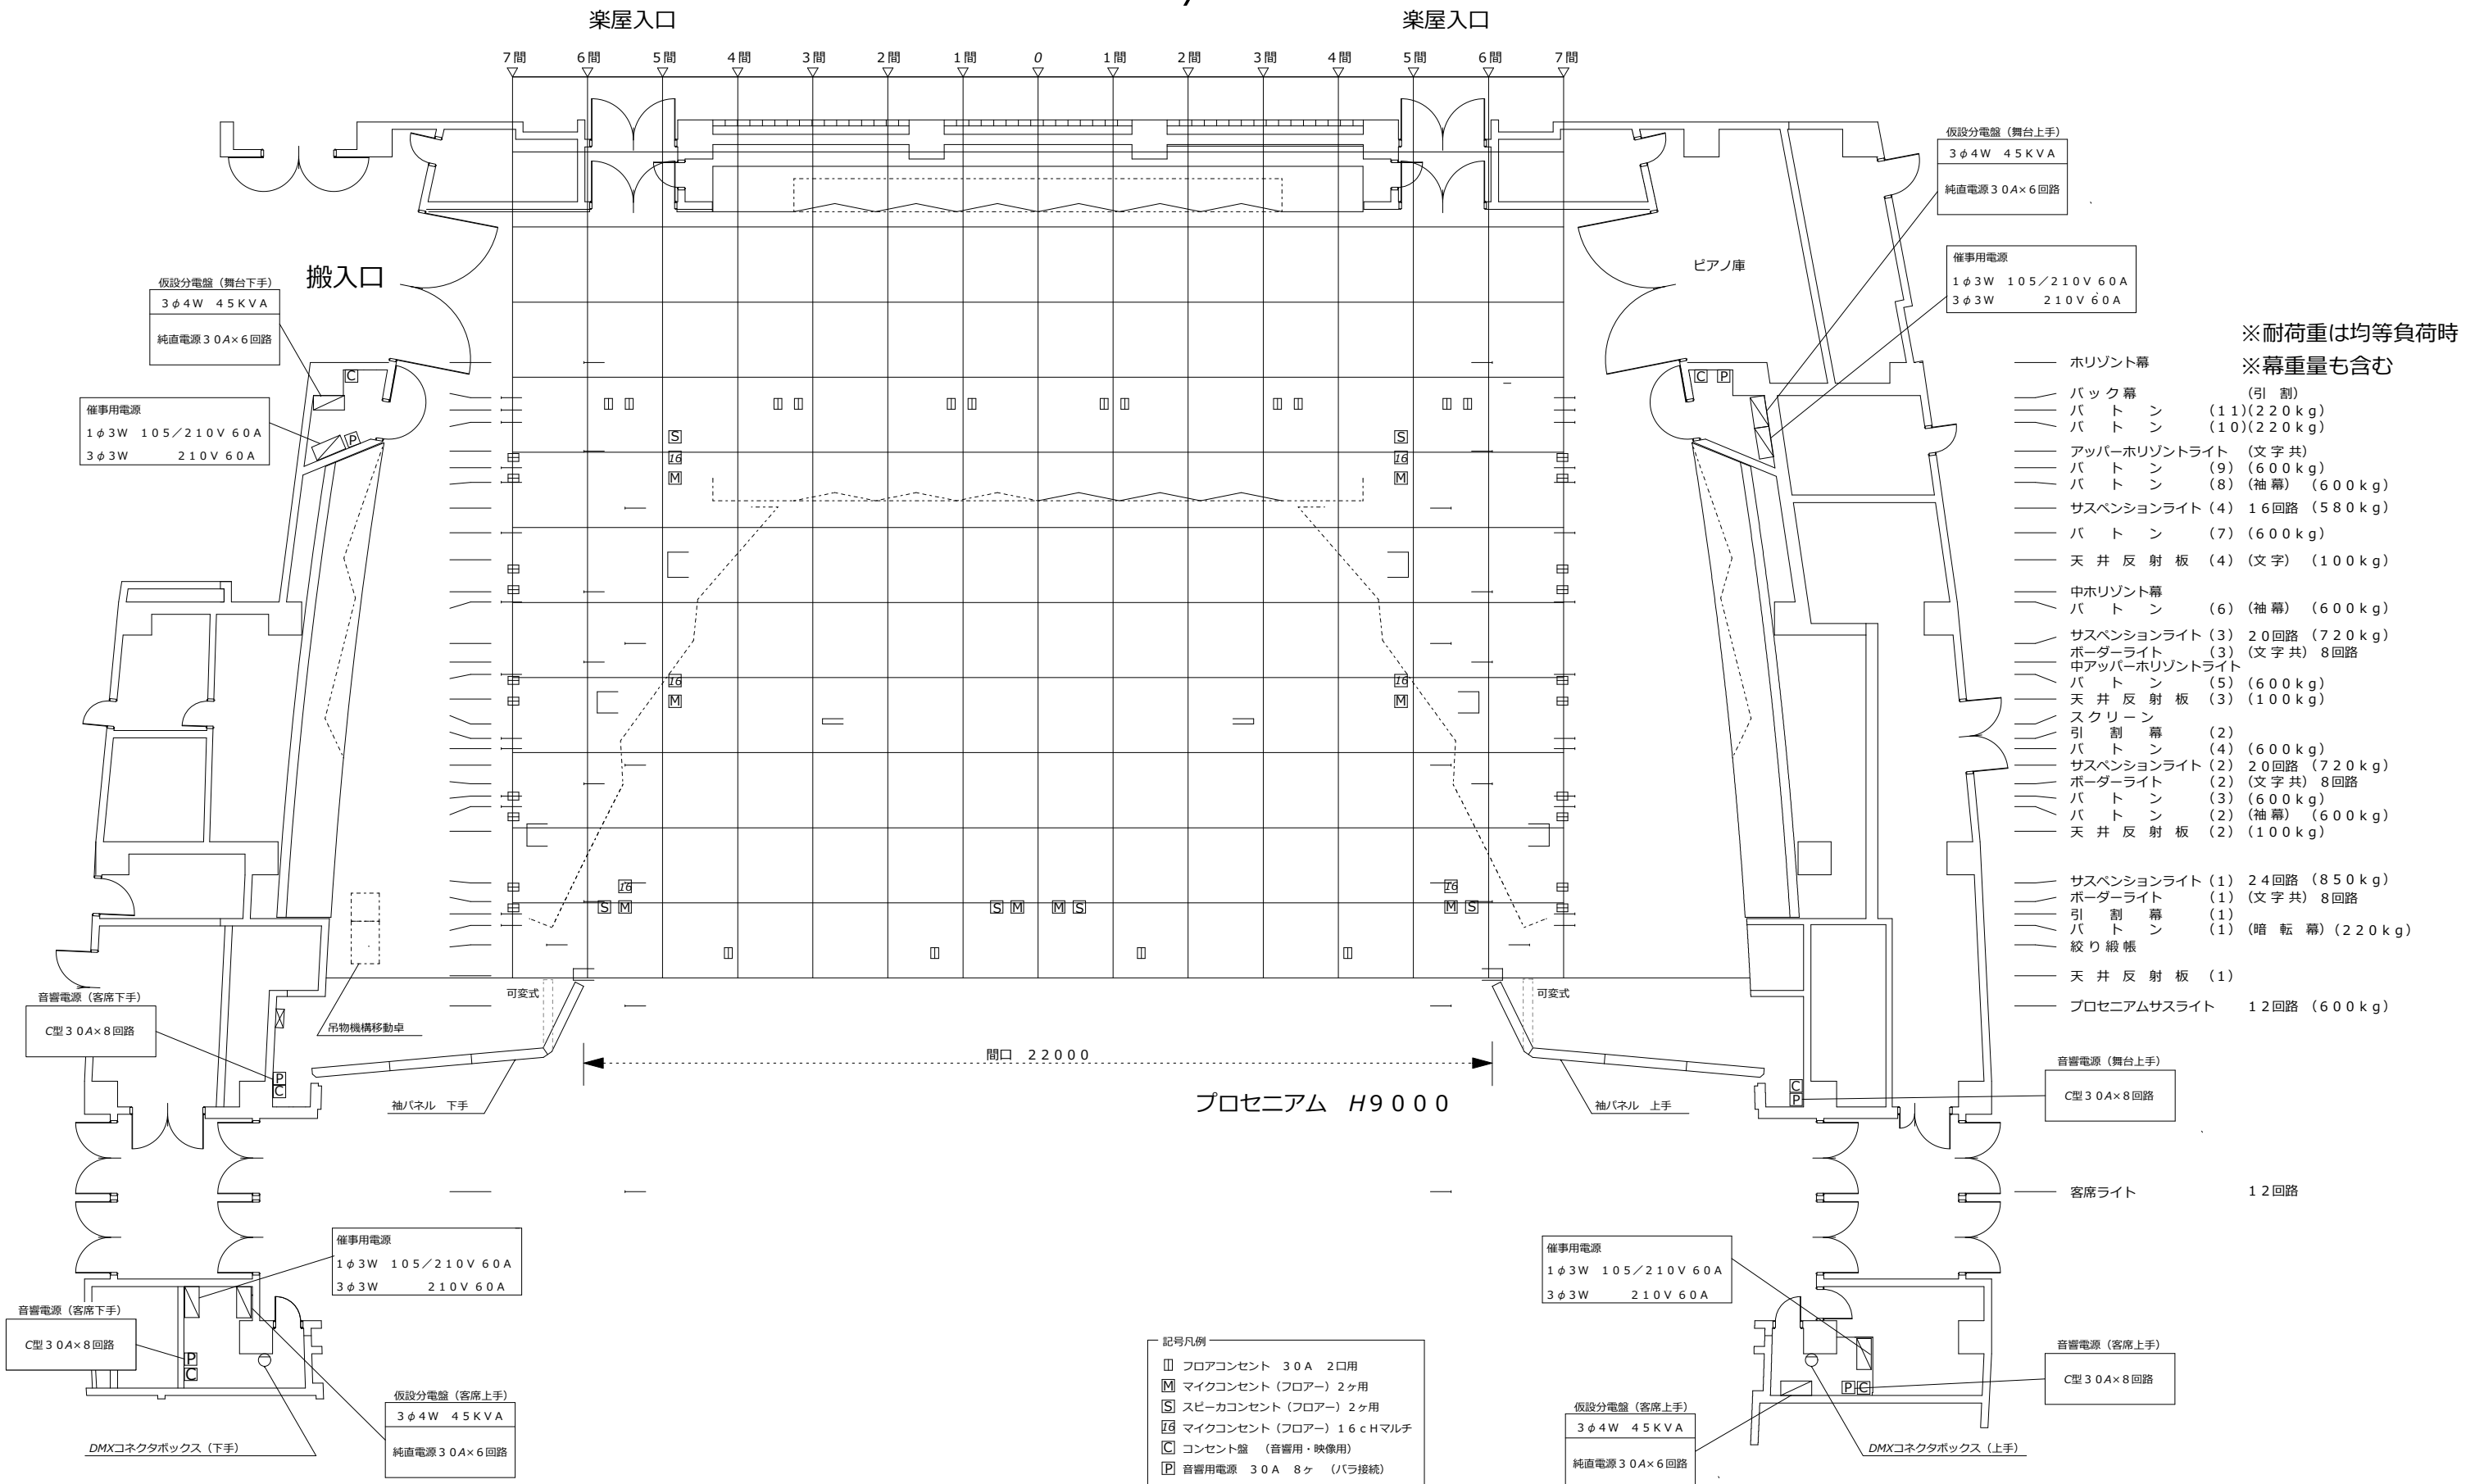 楽屋入口
楽屋入口
7間
6間
5間
4間
3間
2間
1間
0
1間
2間
3間
4間
5間
6間
7間
仮設分電盤（舞台上手）
3φ4W 45KVA
純直電源30A×6回路
催事用電源
1φ3W 105／210V 60A
3φ3W 210V 60A
ピアノ庫
搬入口
仮設分電盤（舞台下手）
3φ4W 45KVA
純直電源30A×6回路
催事用電源
1φ3W 105／210V 60A
3φ3W 210V 60A
C
P
C P
※耐荷重は均等負荷時
※幕重量も含む
ホリゾント幕
バック幕 （引 割）
バ ト ン （11）（220kg）
バ ト ン （10）（220kg）
アッパーホリゾントライト （文字共）
バ ト ン （9）（600kg）
バ ト ン （8）（袖幕）（600kg）
サスペンションライト（4） 16回路 （580kg）
バ ト ン （7）（600kg）
天 井 反 射 板 （4）（文字）（100kg）
中ホリゾント幕
バ ト ン （6）（袖幕）（600kg）
サスペンションライト（3） 20回路 （720kg）
ボーダーライト （3）（文字共） 8回路
中アッパーホリゾントライト
バ ト ン （5）（600kg）
天 井 反 射 板 （3）（100kg）
スクリーン
引 割 幕 （2）
バ ト ン （4）（600kg）
サスペンションライト（2） 20回路 （720kg）
ボーダーライト （2）（文字共） 8回路
バ ト ン （3）（600kg）
バ ト ン （2）（袖幕）（600kg）
天 井 反 射 板 （2）（100kg）
サスペンションライト（1） 24回路 （850kg）
ボーダーライト （1）（文字共） 8回路
引 割 幕 （1）
バ ト ン （1）（暗 転 幕）（220kg）
絞り緞帳
天 井 反 射 板 （1）
プロセニアムサスライト 12回路 （600kg）
客席ライト 12回路
S
16
M
S
16
M
16
M
16
M
16
S M
S M
M S
16
M S
可変式
可変式
音響電源（客席下手）
C型30A×8回路
吊物機構移動卓
P
C
袖パネル 下手
間口 22000
プロセニアム H9000
袖パネル 上手
C
P
音響電源（舞台上手）
C型30A×8回路
催事用電源
1φ3W 105／210V 60A
3φ3W 210V 60A
音響電源（客席下手）
C型30A×8回路
P
C
仮設分電盤（客席上手）
3φ4W 45KVA
純直電源30A×6回路
DMXコネクタボックス（下手）
記号凡例
フロアコンセント 30A 2口用
M マイクコンセント（フロアー）2ヶ用
S スピーカコンセント（フロアー）2ヶ用
16 マイクコンセント（フロアー）16cHマルチ
C コンセント盤 （音響用・映像用）
P 音響用電源 30A 8ヶ （バラ接続）
催事用電源
1φ3W 105／210V 60A
3φ3W 210V 60A
P C
音響電源（客席上手）
C型30A×8回路
仮設分電盤（客席上手）
3φ4W 45KVA
純直電源30A×6回路
DMXコネクタボックス（上手）